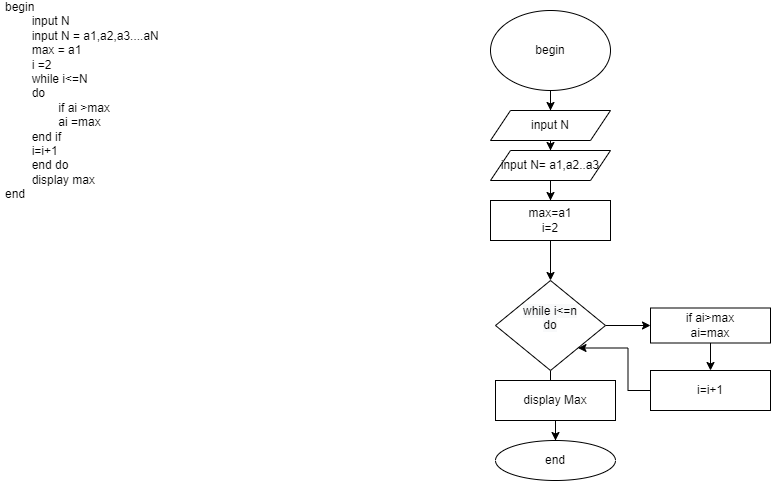 begin
input N
input N = a1,a2,a3....aN
max = a1
i =2
while i<=N
do
if ai >max
ai =max
end if
i=i+1
end do
display max
end
begin
input N
input N= a1,a2..a3
max=a1
i=2
while i<=n
do
if ai>max
ai=max
i=i+1
display Max
end